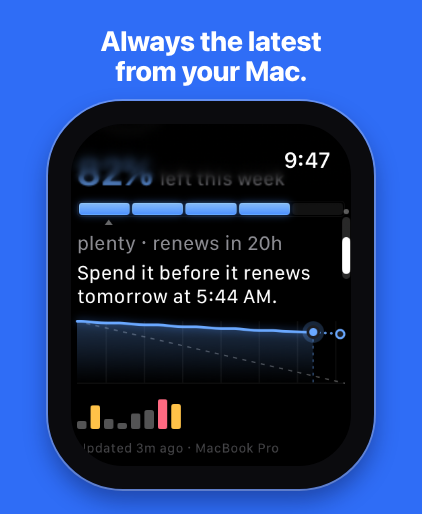 Always the latest
from your Mac.
9:47
82% left this week
plenty · renews in 20h
Spend it before it renews
tomorrow at 5:44 AM.
Updated 3m ago · MacBook Pro